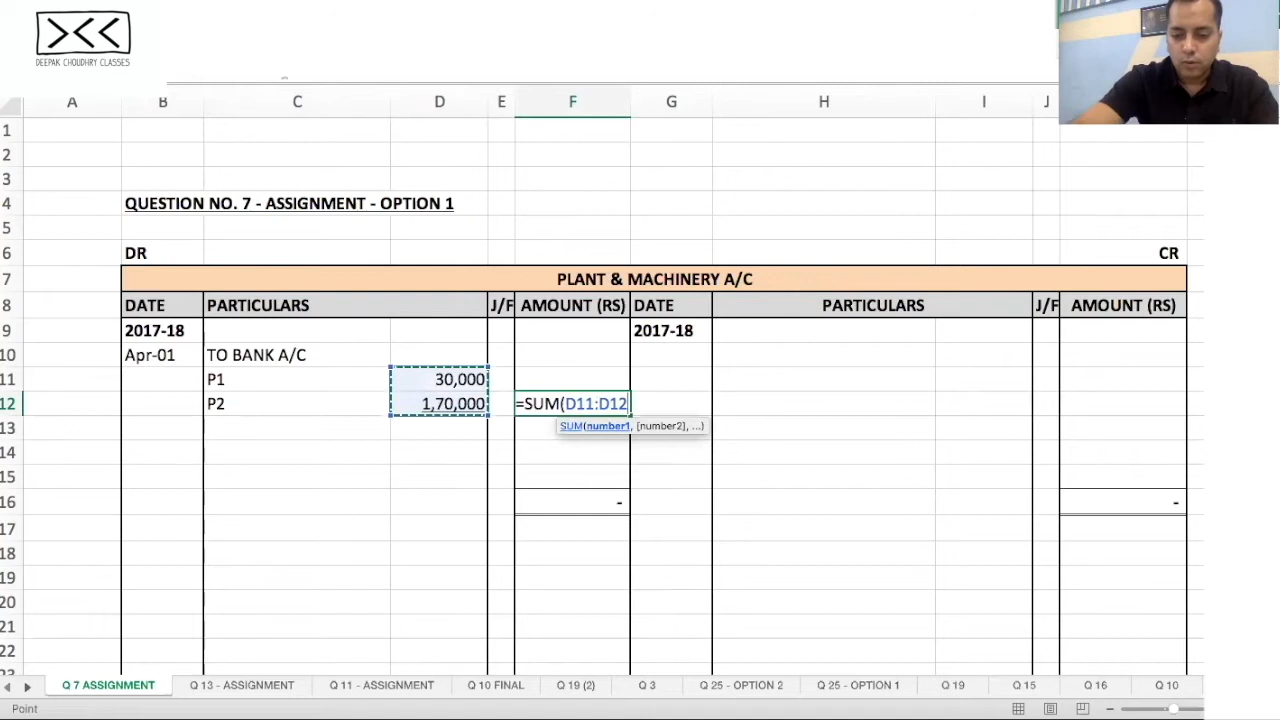 DEEPAK CHOUDHRY CLASSES
A B C D E F G H I J
1
2
3
4 QUESTION NO. 7 - ASSIGNMENT - OPTION 1
5
6 DR CR
7 PLANT & MACHINERY A/C
8 DATE PARTICULARS J/F AMOUNT (RS) DATE PARTICULARS J/F AMOUNT (RS)
9 2017-18 2017-18
10 Apr-01 TO BANK A/C
11 P1 30,000
12 P2 1,70,000 =SUM(D11:D12
13 SUM(number1, [number2], ...)
14
15
16 - -
17
18
19
20
21
22
23
Q 7 ASSIGNMENT Q 13 - ASSIGNMENT Q 11 - ASSIGNMENT Q 10 FINAL Q 19 (2) Q 3 Q 25 - OPTION 2 Q 25 - OPTION 1 Q 19 Q 15 Q 16 Q 10
Point